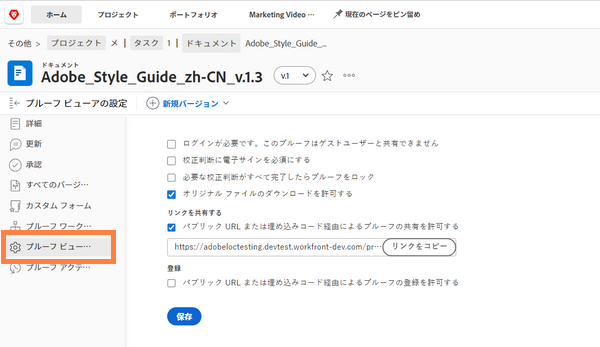 ホーム プロジェクト ポートフォリオ Marketing Video ⋯ 現在のページをピン留め
その他 > プロジェクト メ | タスク 1 | ドキュメント Adobe_Style_Guide_...
ドキュメント
Adobe_Style_Guide_zh-CN_v.1.3 v.1
プルーフ ビューアの設定 新規バージョン
詳細
更新
承認
すべてのバージ⋯
カスタム フォーム
プルーフ ワーク⋯
プルーフ ビュー⋯
プルーフ アクテ⋯
ログインが必要です。このプルーフはゲストユーザーと共有できません
校正判断に電子サインを必須にする
必要な校正判断がすべて完了したらプルーフをロック
オリジナル ファイルのダウンロードを許可する
リンクを共有する
パブリック URL または埋め込みコード経由によるプルーフの共有を許可する
https://adobeloctesting.devtest.workfront-dev.com/pr⋯ リンクをコピー
登録
パブリック URL または埋め込みコード経由によるプルーフの登録を許可する
保存